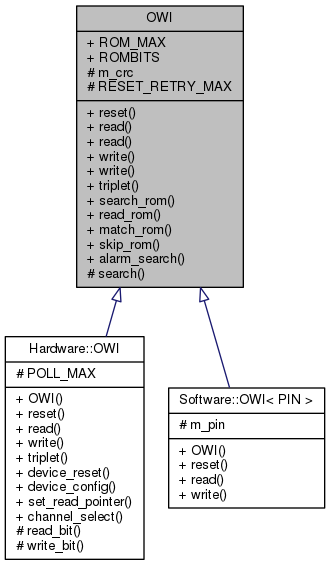 OWI
+ ROM_MAX
+ ROMBITS
# m_crc
# RESET_RETRY_MAX
+ reset()
+ read()
+ read()
+ write()
+ write()
+ triplet()
+ search_rom()
+ read_rom()
+ match_rom()
+ skip_rom()
+ alarm_search()
# search()
Hardware::OWI
# POLL_MAX
+ OWI()
+ reset()
+ read()
+ write()
+ triplet()
+ device_reset()
+ device_config()
+ set_read_pointer()
+ channel_select()
# read_bit()
# write_bit()
Software::OWI< PIN >
# m_pin
+ OWI()
+ reset()
+ read()
+ write()